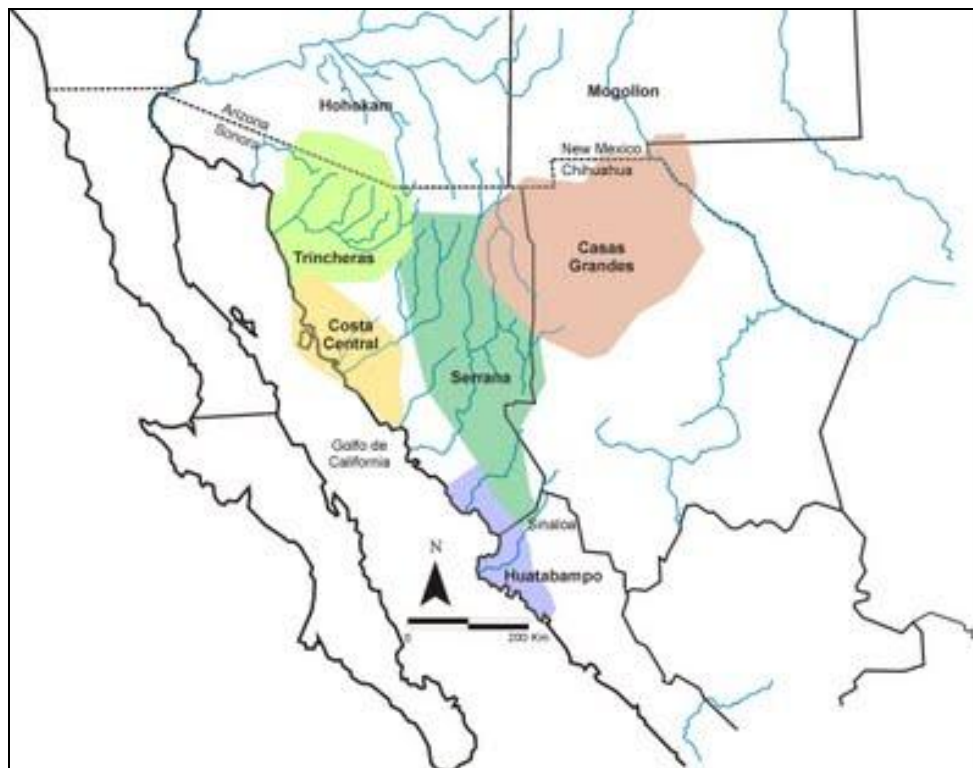 Mogollon
Hohokam
Arizona
Sonora
New Mexico
Chihuahua
Casas
Grandes
Trincheras
Costa
Central
Serrana
Golfo de
California
Sinaloa
N
Huatabampo
0
200 Km